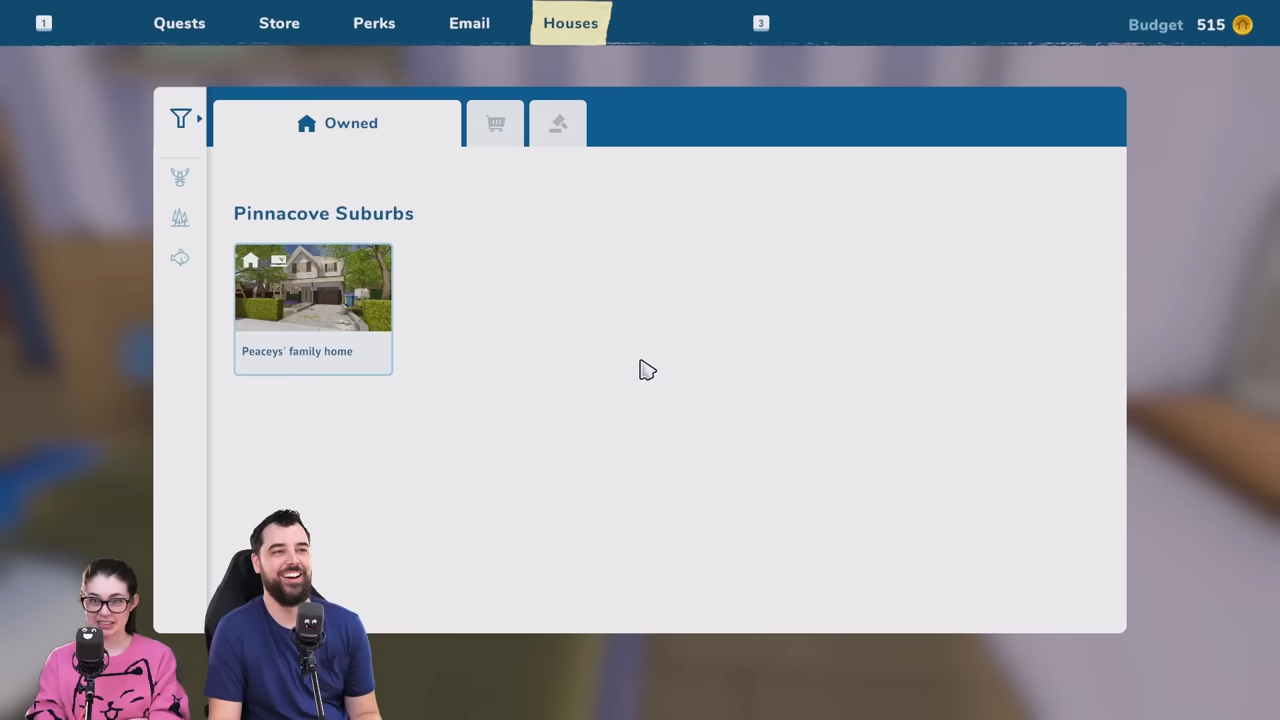 1
Quests
Store
Perks
Email
Houses
3
Budget 515
Owned
Pinnacove Suburbs
Peaceys' family home